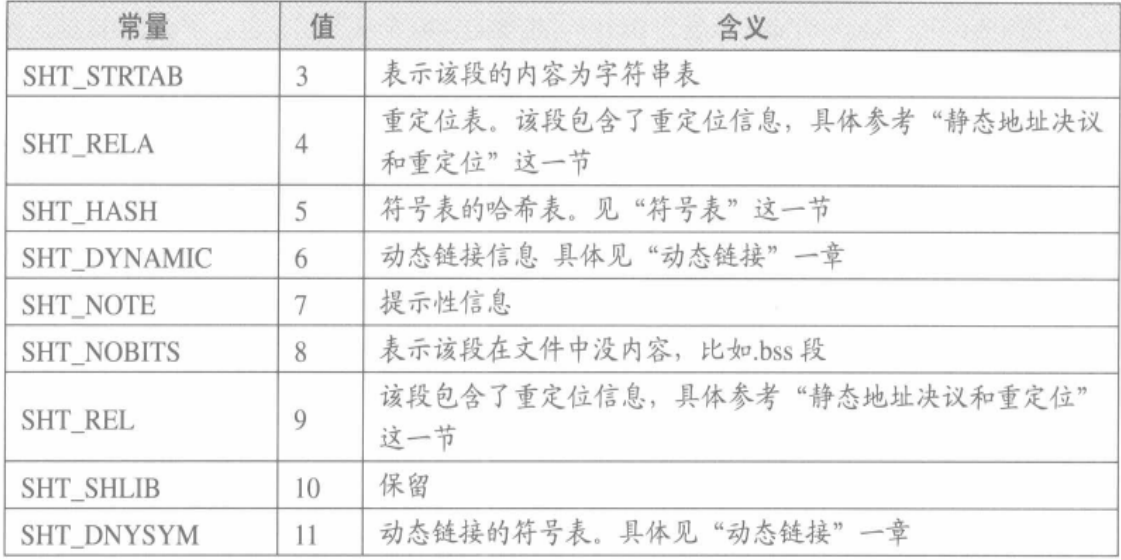 常量 值 含义
SHT_STRTAB 3 表示该段的内容为字符串表
SHT_RELA 4 重定位表。该段包含了重定位信息，具体参考“静态地址决议
和重定位”这一节
SHT_HASH 5 符号表的哈希表。见“符号表”这一节
SHT_DYNAMIC 6 动态链接信息 具体见“动态链接”一章
SHT_NOTE 7 提示性信息
SHT_NOBITS 8 表示该段在文件中没内容，比如.bss 段
SHT_REL 9 该段包含了重定位信息，具体参考“静态地址决议和重定位”
这一节
SHT_SHLIB 10 保留
SHT_DNYSYM 11 动态链接的符号表。具体见“动态链接”一章